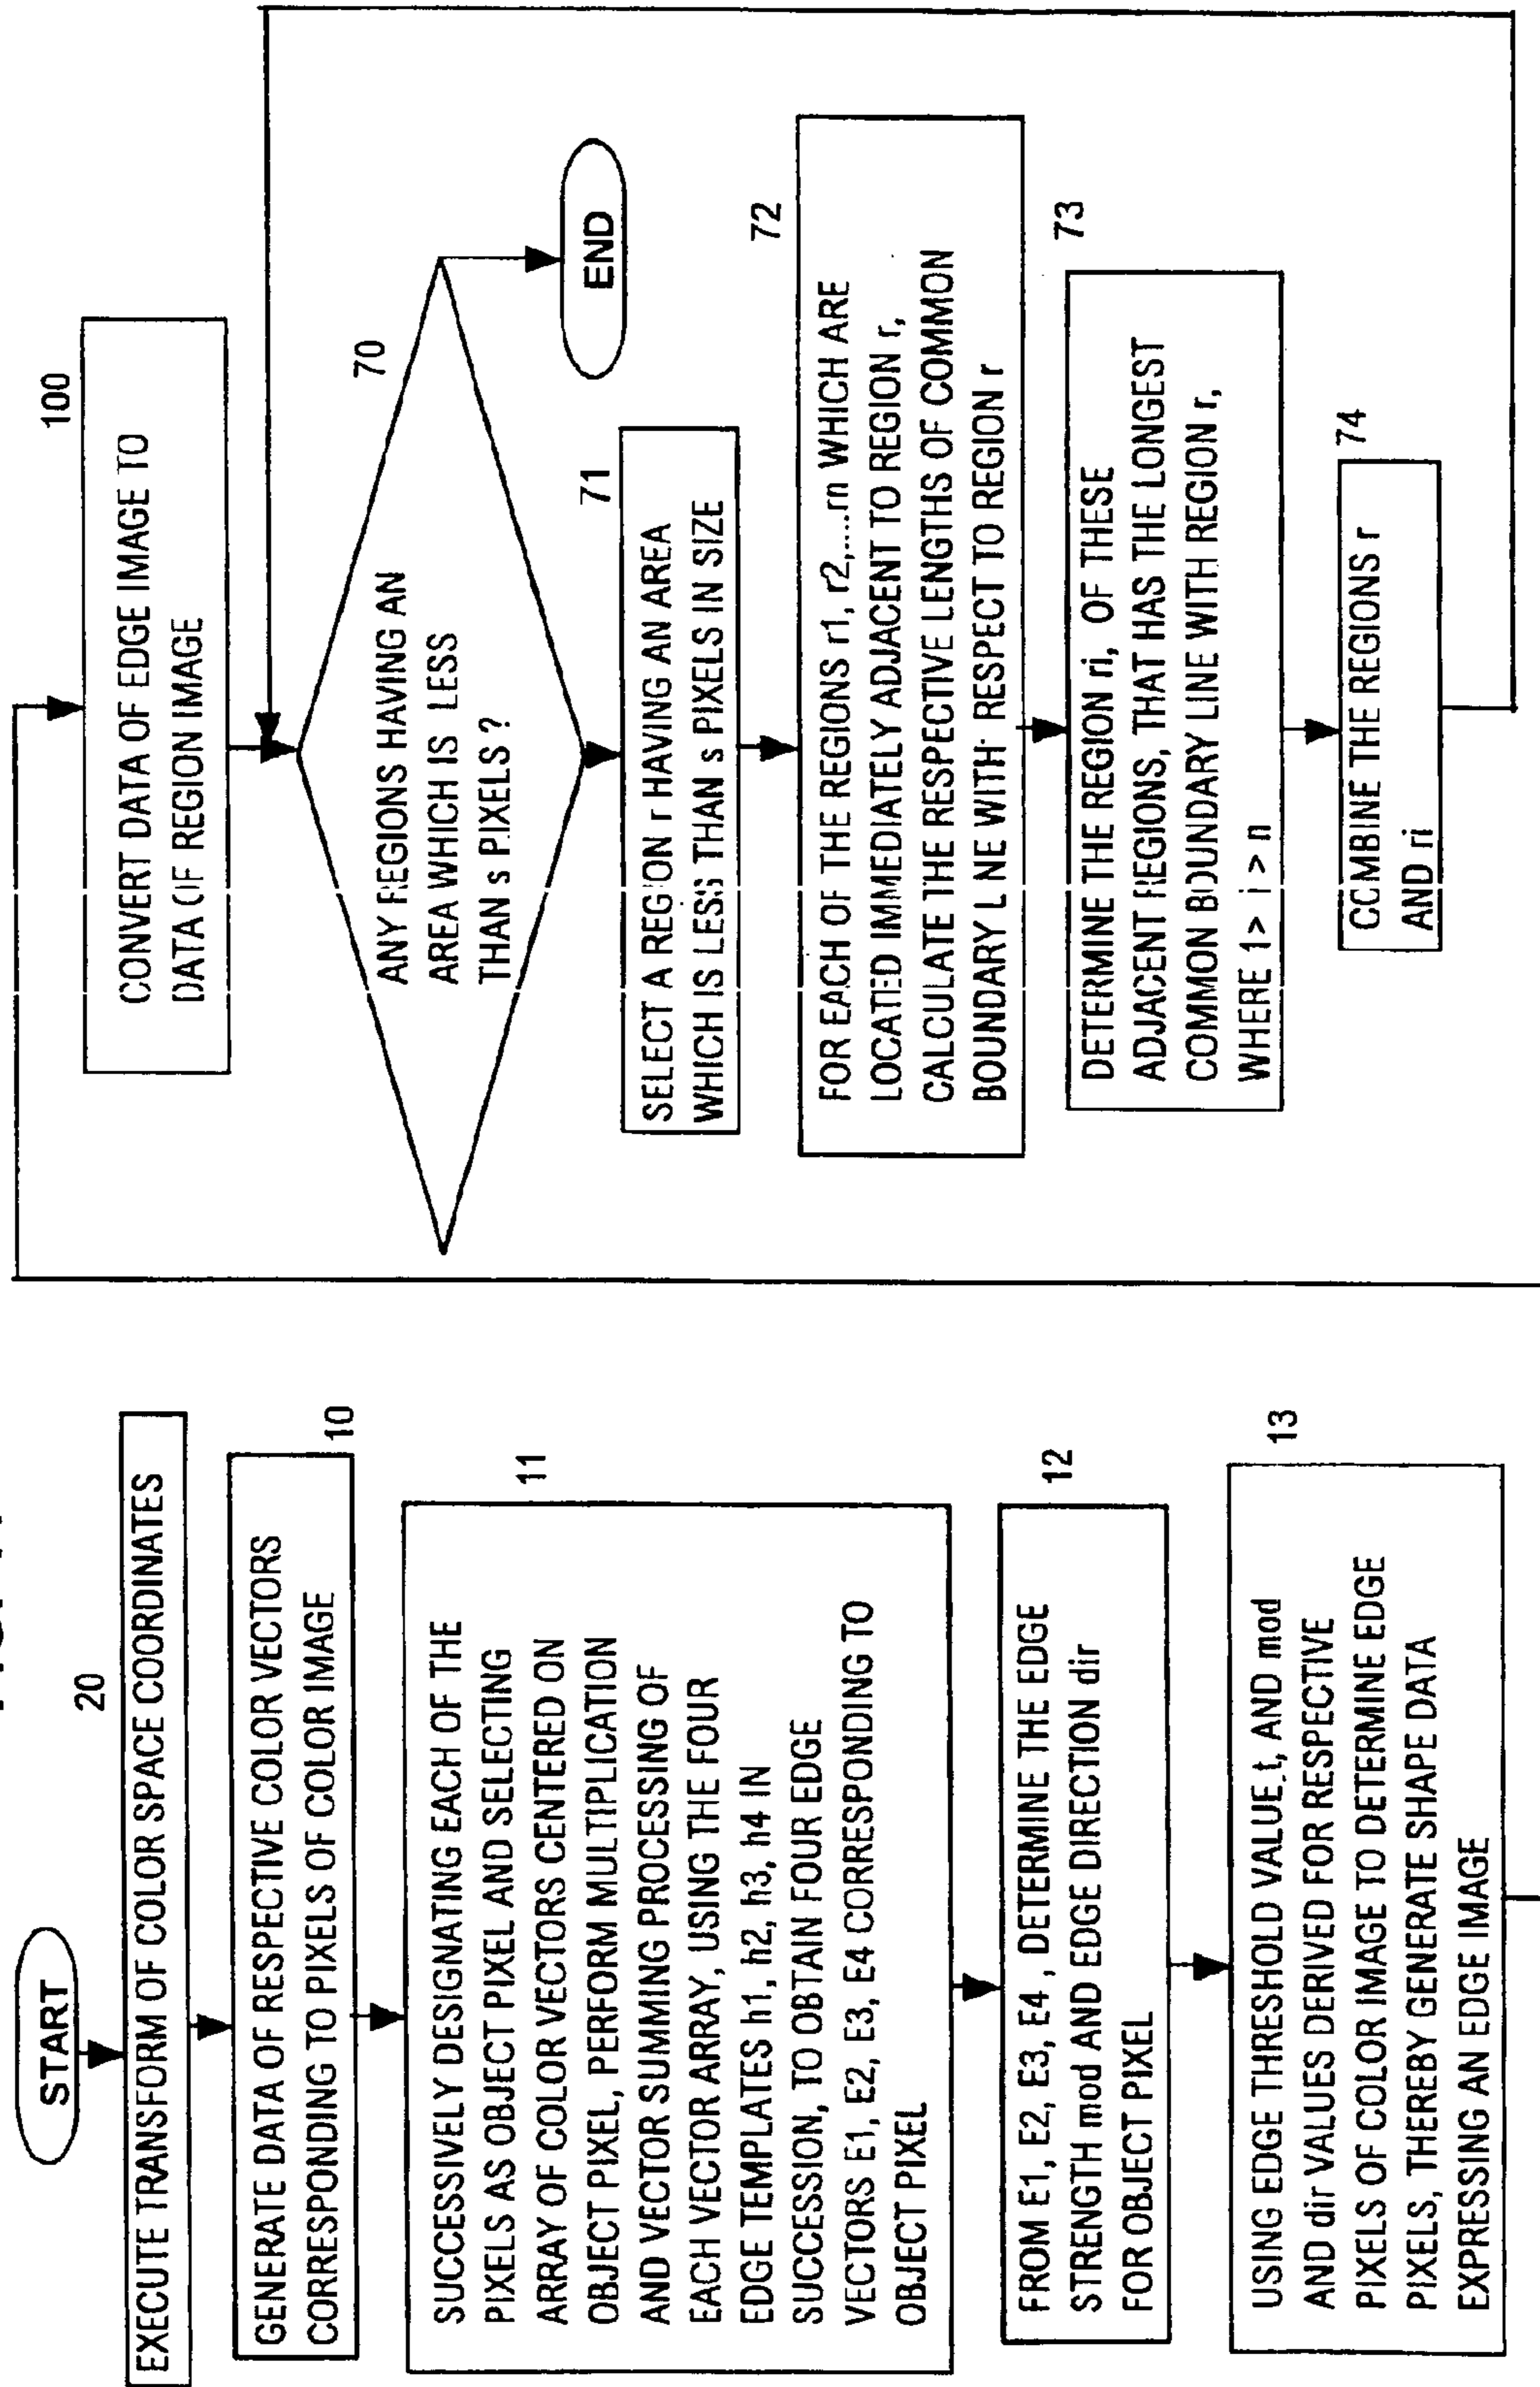 START
20
EXECUTE TRANSFORM OF COLOR SPACE COORDINATES
GENERATE DATA OF RESPECTIVE COLOR VECTORS
CORRESPONDING TO PIXELS OF COLOR IMAGE
10
11
SUCCESSIVELY DESIGNATING EACH OF THE
PIXELS AS OBJECT PIXEL AND SELECTING
ARRAY OF COLOR VECTORS CENTERED ON
OBJECT PIXEL, PERFORM MULTIPLICATION
AND VECTOR SUMMING PROCESSING OF
EACH VECTOR ARRAY, USING THE FOUR
EDGE TEMPLATES h1, h2, h3, h4 IN
SUCCESSION, TO OBTAIN FOUR EDGE
VECTORS E1, E2, E3, E4 CORRESPONDING TO
OBJECT PIXEL
12
FROM E1, E2, E3, E4 , DETERMINE THE EDGE
STRENGTH mod AND EDGE DIRECTION dir
FOR OBJECT PIXEL
13
USING EDGE THRESHOLD VALUE t, AND mod
AND dir VALUES DERIVED FOR RESPECTIVE
PIXELS OF COLOR IMAGE TO DETERMINE EDGE
PIXELS, THEREBY GENERATE SHAPE DATA
EXPRESSING AN EDGE IMAGE
100
CONVERT DATA OF EDGE IMAGE TO
DATA OF REGION IMAGE
70
ANY REGIONS HAVING AN
AREA WHICH IS LESS
THAN s PIXELS ?
END
71
SELECT A REGION r HAVING AN AREA
WHICH IS LESS THAN s PIXELS IN SIZE
72
FOR EACH OF THE REGIONS r1, r2,....rn WHICH ARE
LOCATED IMMEDIATELY ADJACENT TO REGION r,
CALCULATE THE RESPECTIVE LENGTHS OF COMMON
BOUNDARY LINE WITH RESPECT TO REGION r
73
DETERMINE THE REGION ri, OF THESE
ADJACENT REGIONS, THAT HAS THE LONGEST
COMMON BOUNDARY LINE WITH REGION r,
WHERE 1> i > n
74
COMBINE THE REGIONS r
AND ri